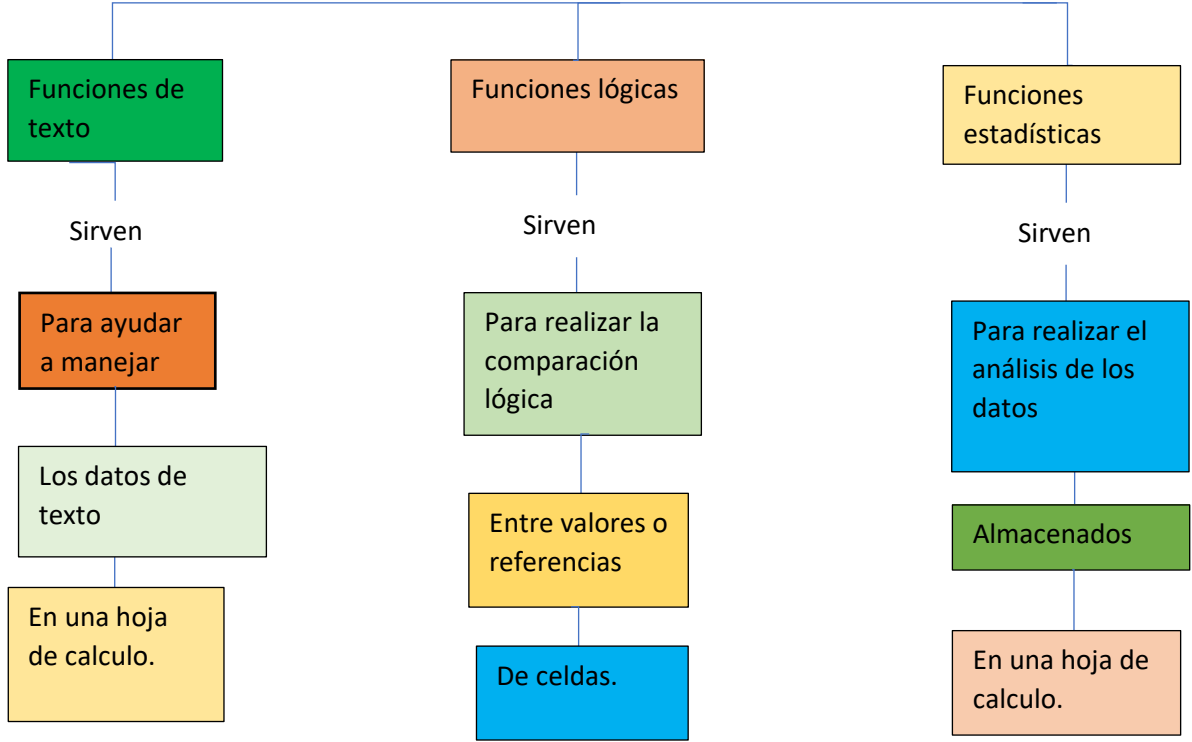 Funciones de
texto
Sirven
Para ayudar
a manejar
Los datos de
texto
En una hoja
de calculo.
Funciones lógicas
Sirven
Para realizar la
comparación
lógica
Entre valores o
referencias
De celdas.
Funciones
estadísticas
Sirven
Para realizar el
análisis de los
datos
Almacenados
En una hoja de
calculo.